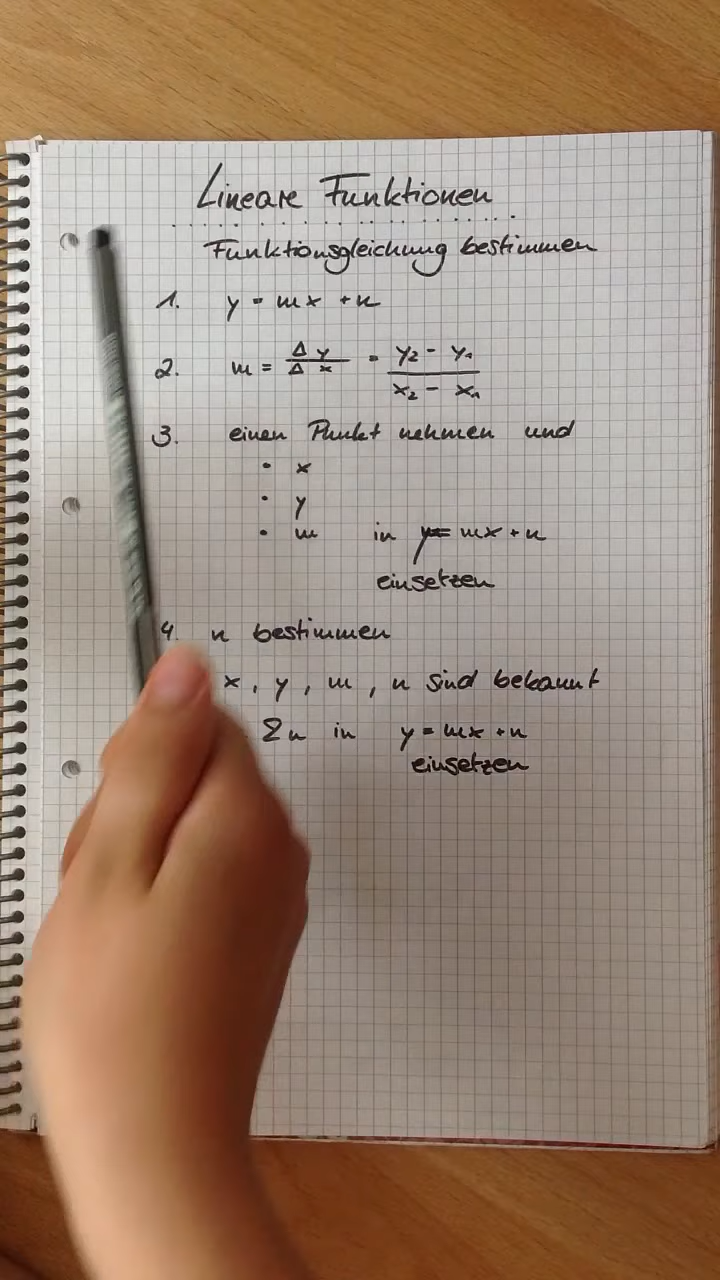 Lineare Funktionen
Funktionsgleichung bestimmen
1. y = mx + n
2. m = Δy / Δx = y₂ - y₁ / x₂ - x₁
3. einen Punkt nehmen und
• x
• y
• m in y = mx + n
einsetzen
4. n bestimmen
x, y, m, n sind bekannt
in y = mx + n
einsetzen